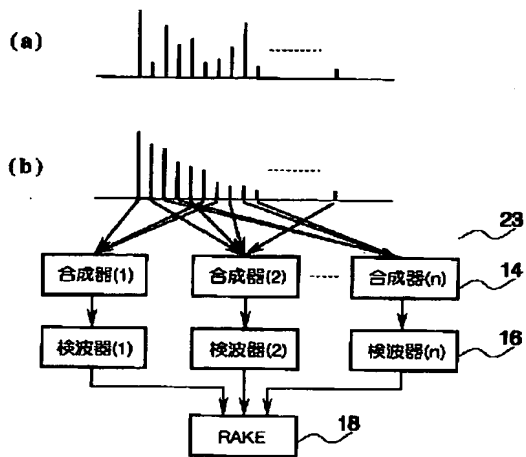 (a)
(b)
23
合成器(1)
合成器(2)
合成器(n)
14
検波器(1)
検波器(2)
検波器(n)
16
RAKE
18